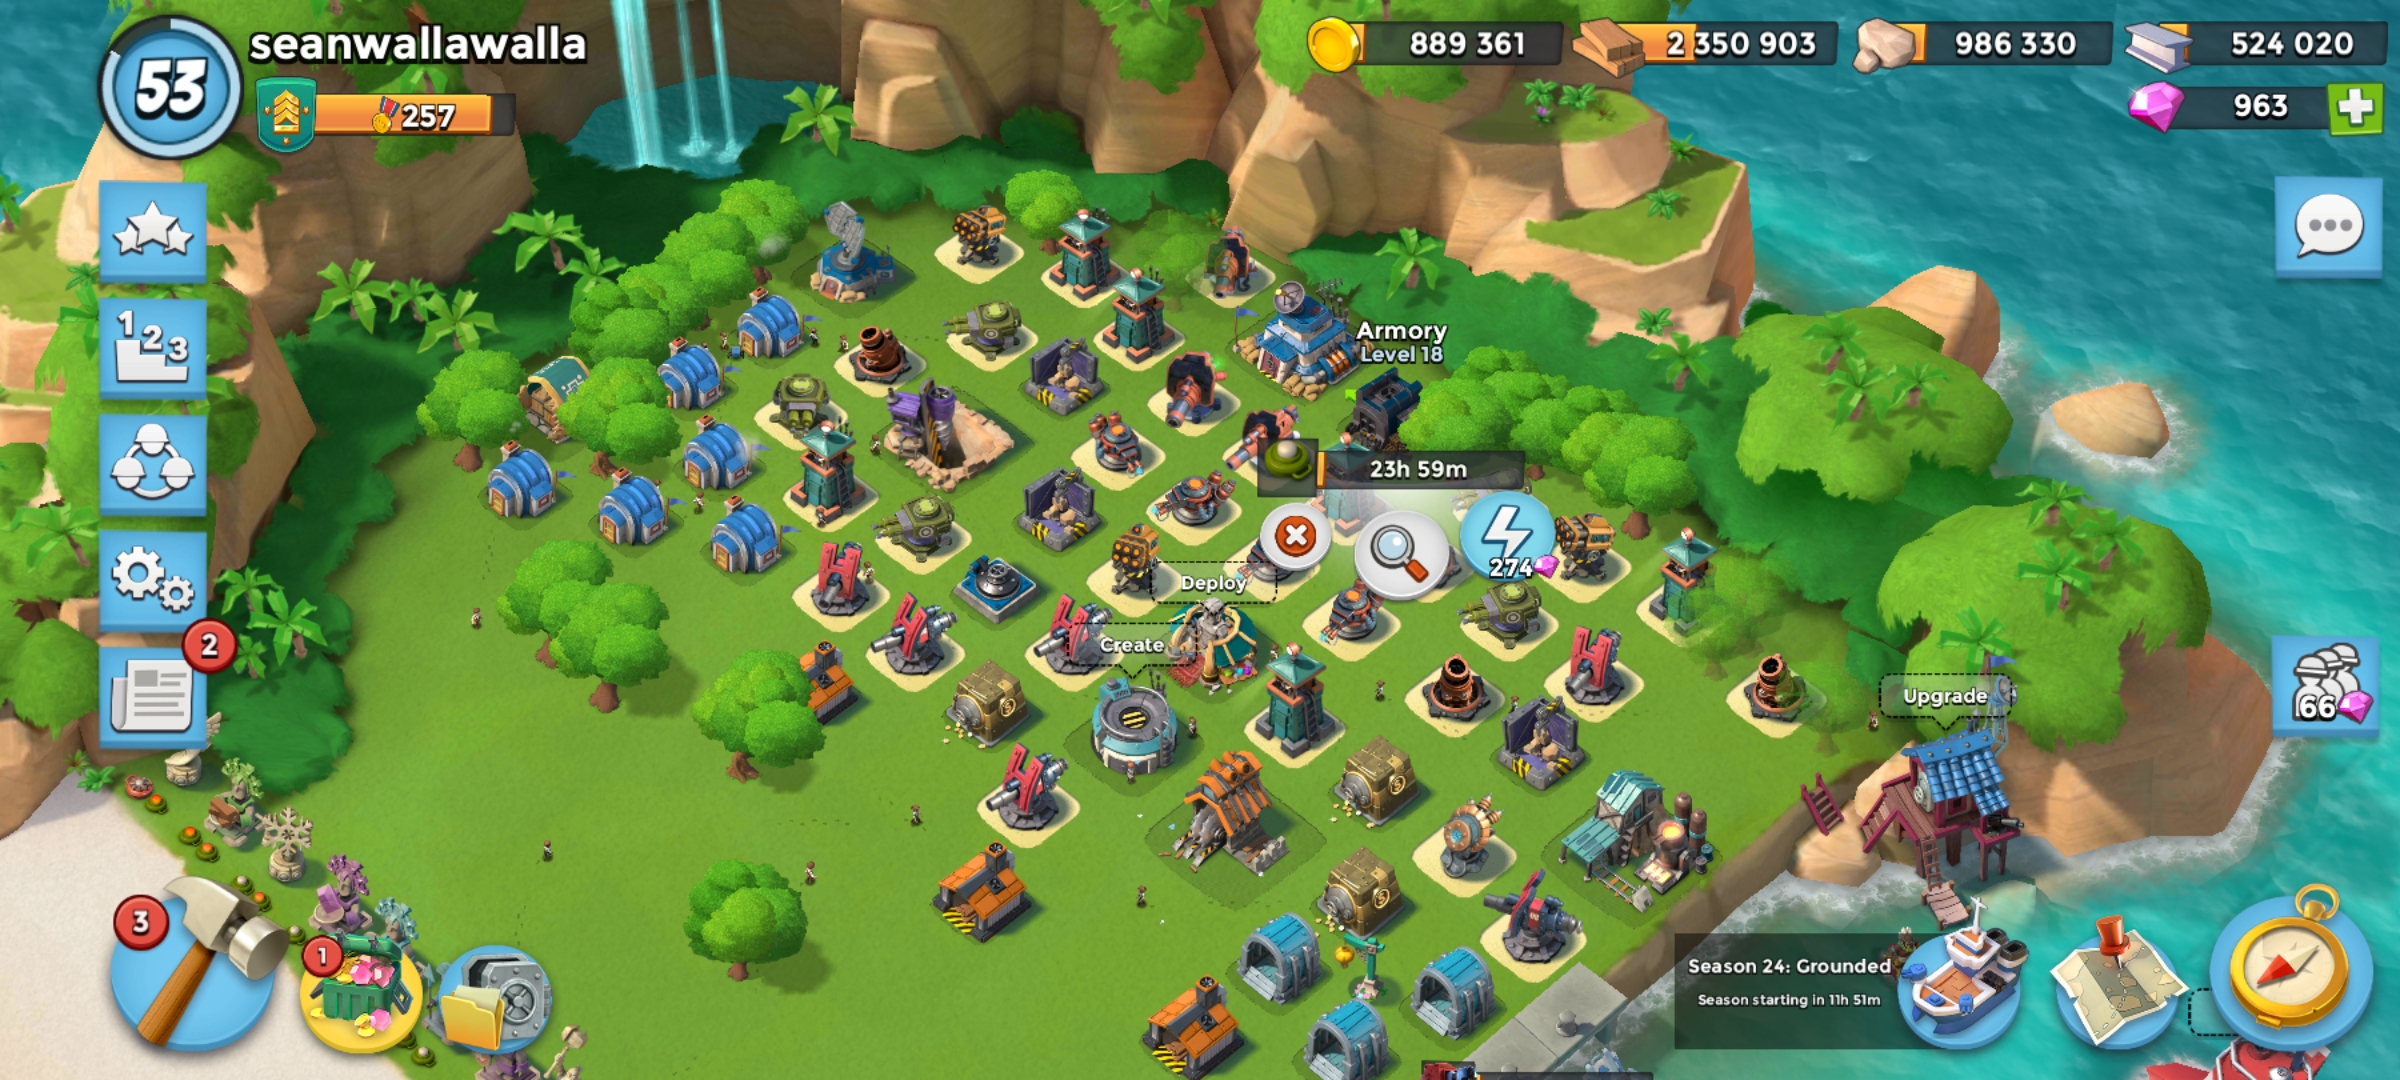 53
seanwallawalla
257
889 361
2 350 903
986 330
524 020
963
123
2
Armory
Level 18
23h 59m
274
Deploy
Create
Upgrade
66
3
1
Season 24: Grounded
Season starting in 11h 51m